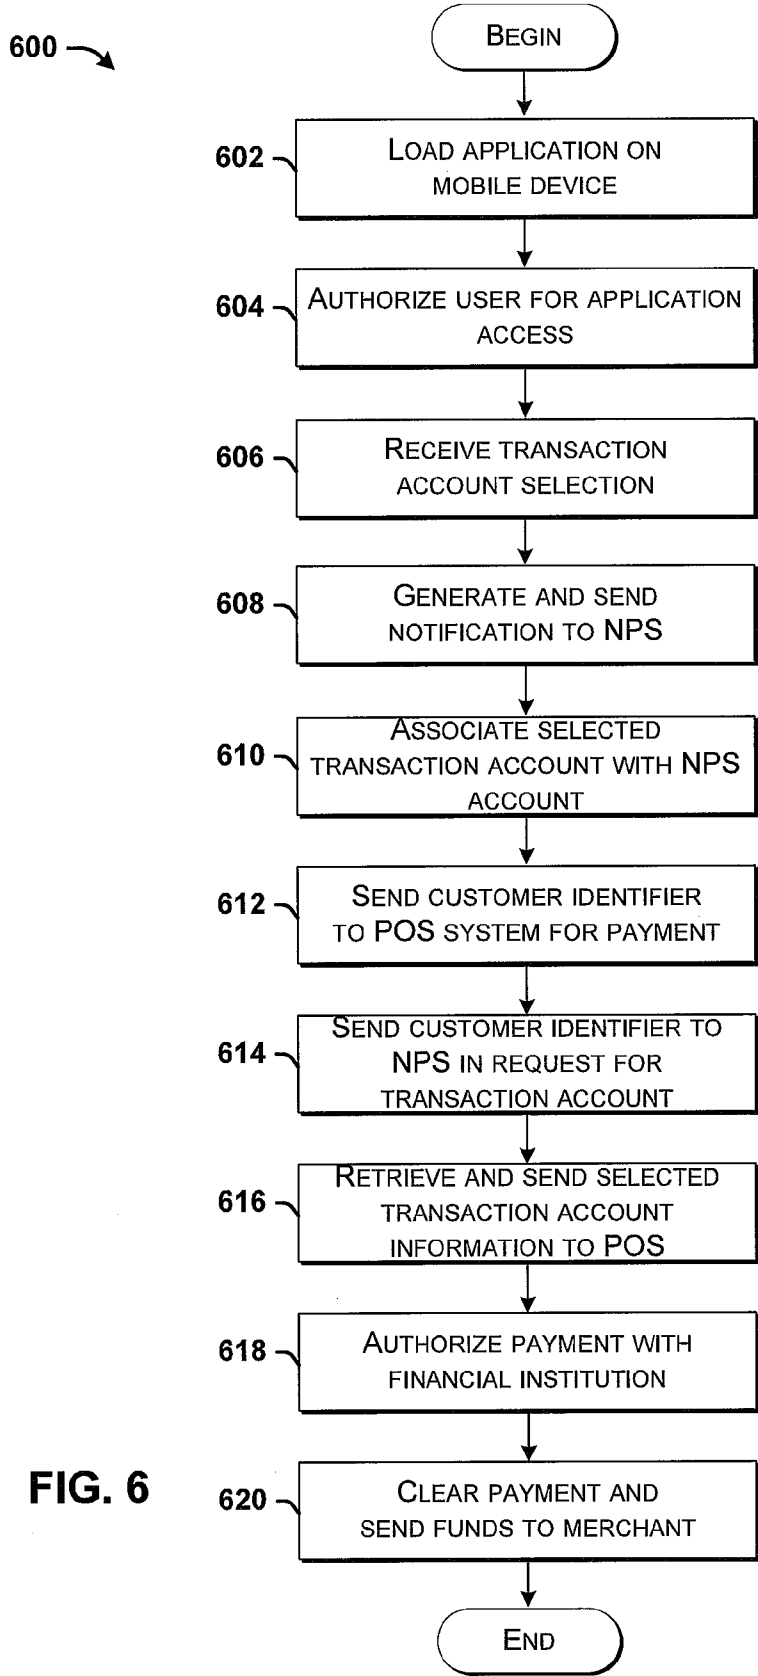 600
BEGIN
602
LOAD APPLICATION ON
MOBILE DEVICE
604
AUTHORIZE USER FOR APPLICATION
ACCESS
606
RECEIVE TRANSACTION
ACCOUNT SELECTION
608
GENERATE AND SEND
NOTIFICATION TO NPS
610
ASSOCIATE SELECTED
TRANSACTION ACCOUNT WITH NPS
ACCOUNT
612
SEND CUSTOMER IDENTIFIER
TO POS SYSTEM FOR PAYMENT
614
SEND CUSTOMER IDENTIFIER TO
NPS IN REQUEST FOR
TRANSACTION ACCOUNT
616
RETRIEVE AND SEND SELECTED
TRANSACTION ACCOUNT
INFORMATION TO POS
618
AUTHORIZE PAYMENT WITH
FINANCIAL INSTITUTION
FIG. 6
620
CLEAR PAYMENT AND
SEND FUNDS TO MERCHANT
END